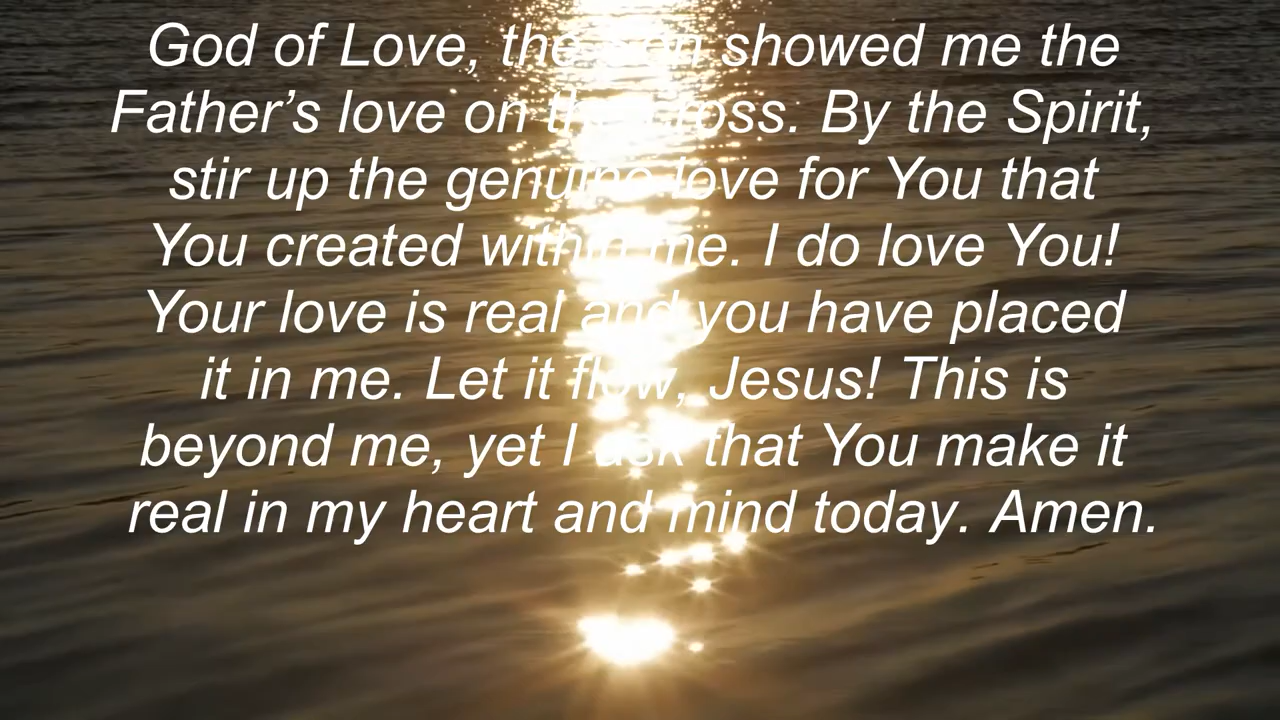 God of Love, the Son showed me the
Father’s love on the Cross. By the Spirit,
stir up the genuine love for You that
You created within me. I do love You!
Your love is real and you have placed
it in me. Let it flow, Jesus! This is
beyond me, yet I ask that You make it
real in my heart and mind today. Amen.